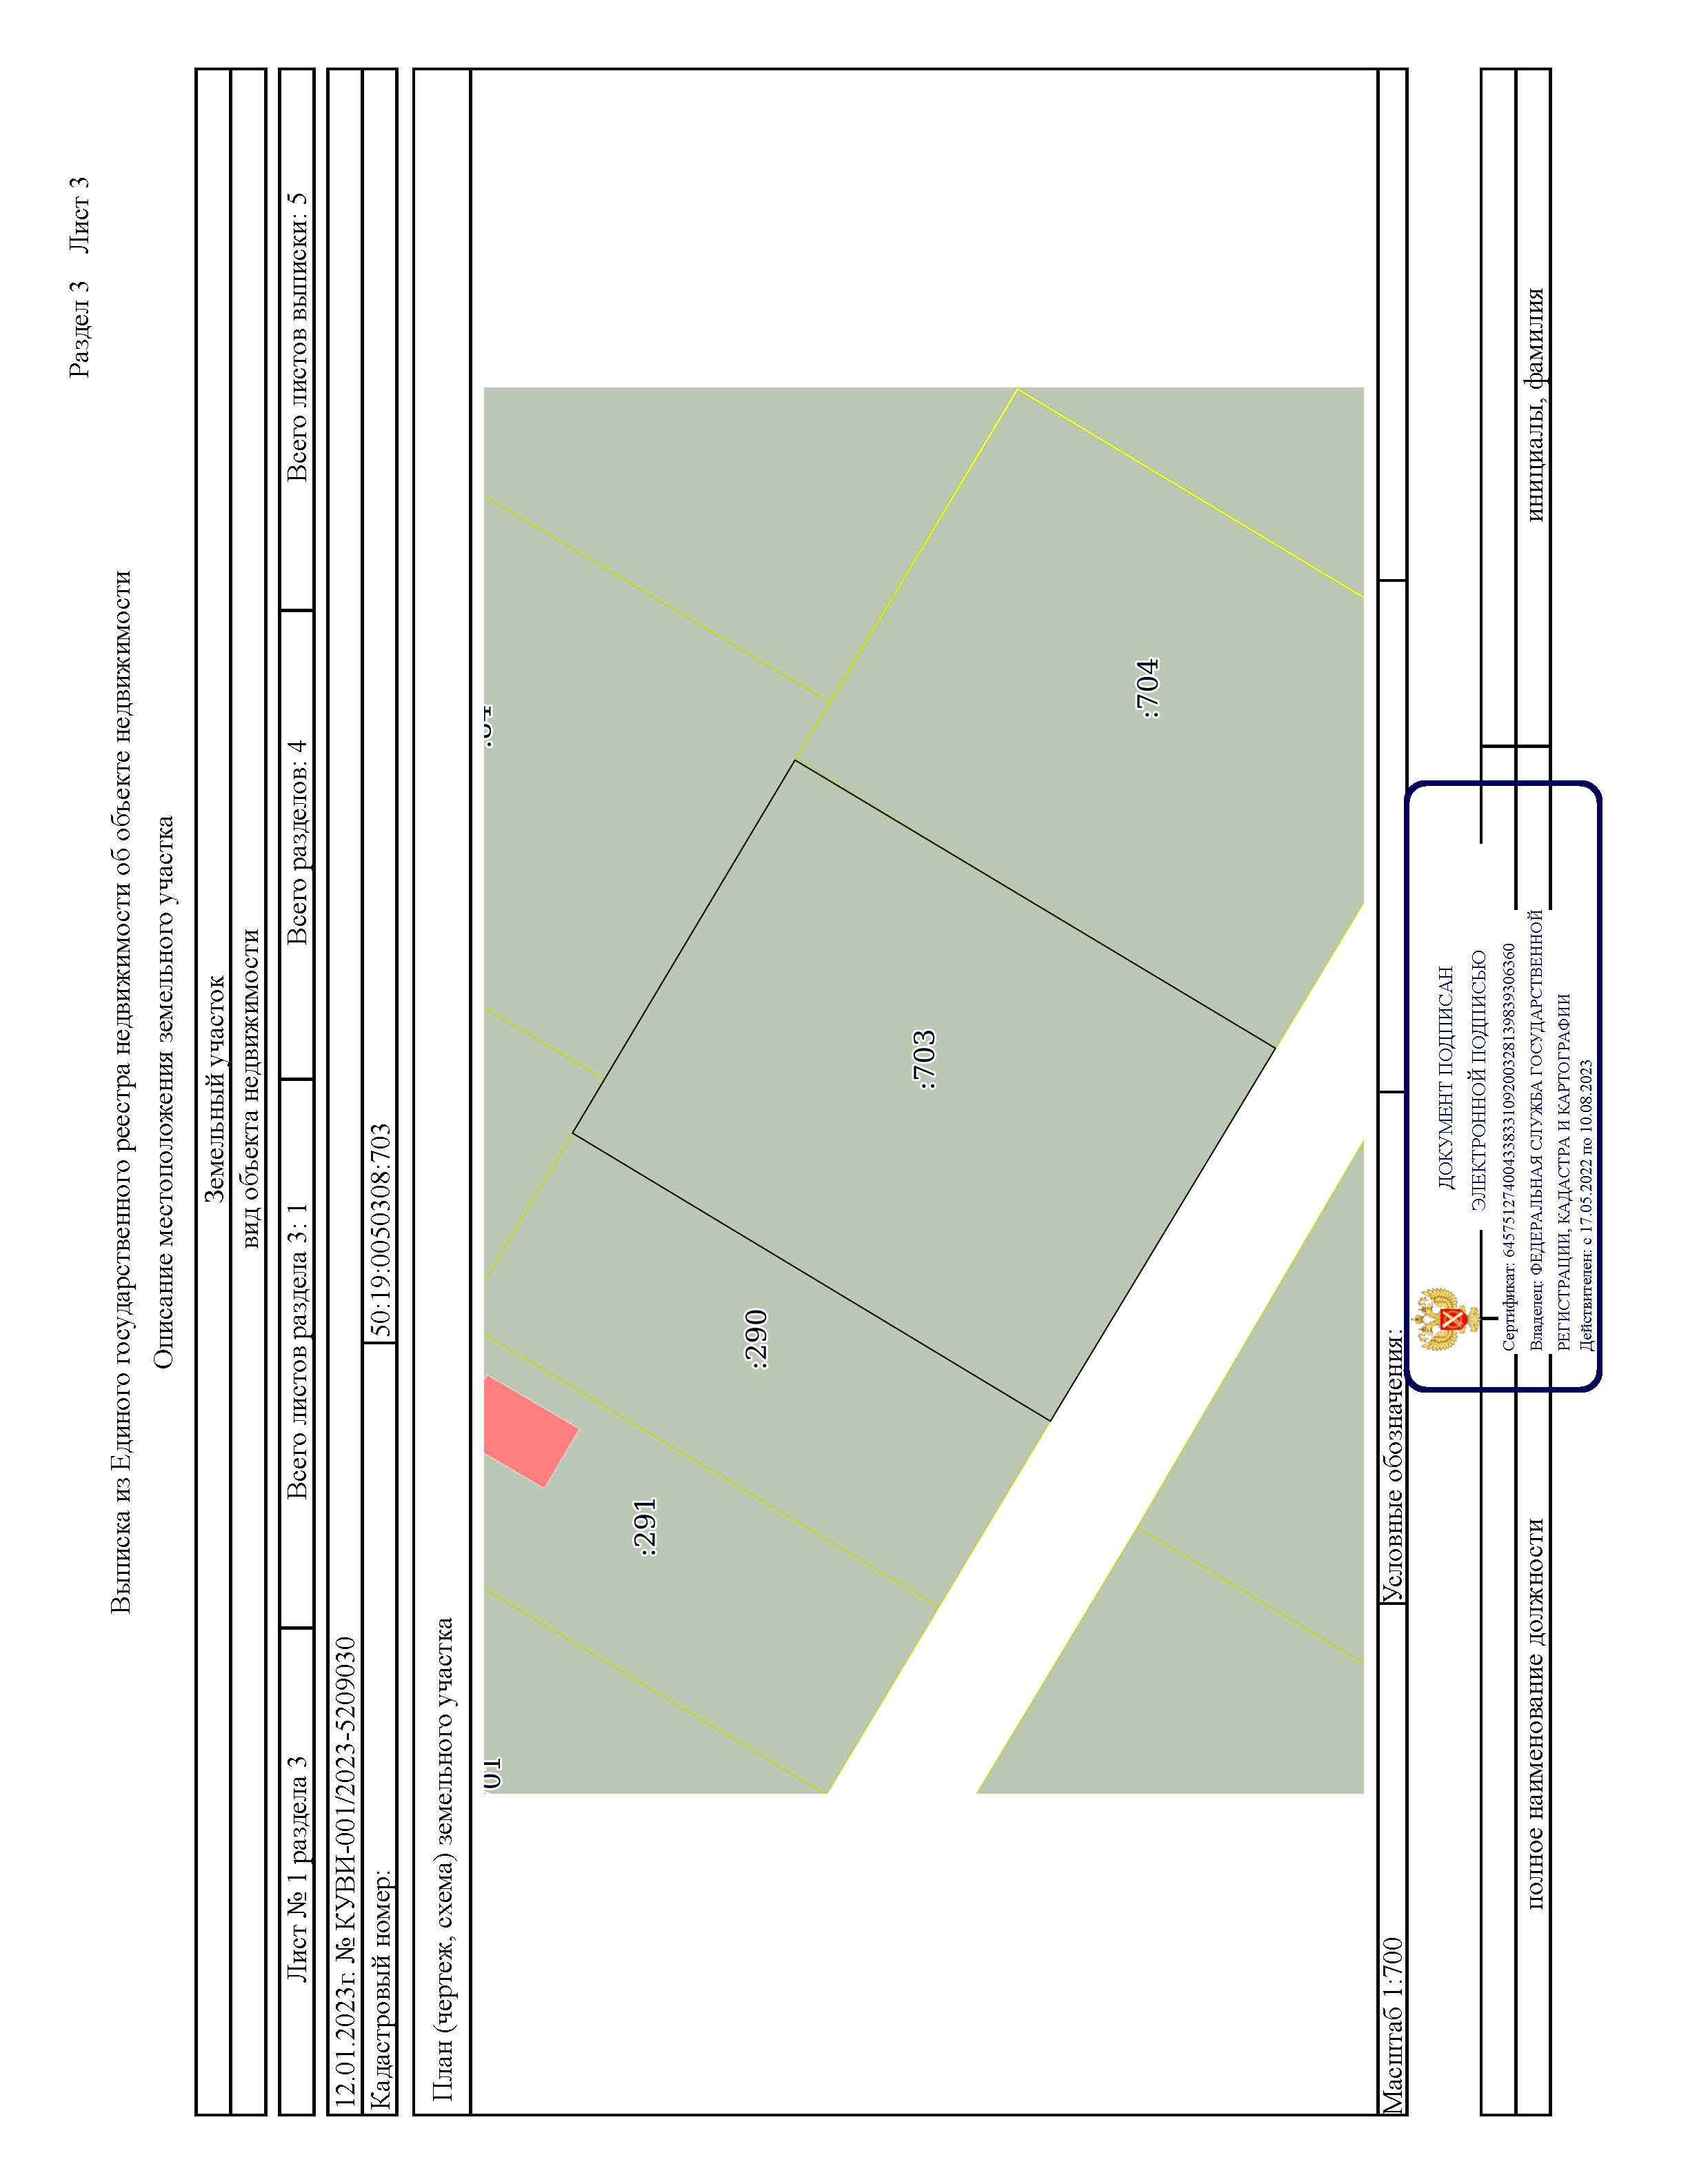 Раздел 3 Лист 3
Выписка из Единого государственного реестра недвижимости об объекте недвижимости
Описание местоположения земельного участка
Земельный участок
вид объекта недвижимости
Лист № 1 раздела 3 Всего листов раздела 3: 1 Всего разделов: 4 Всего листов выписки: 5
12.01.2023г. № КУВИ-001/2023-5209030
Кадастровый номер: 50:19:0050308:703
План (чертеж, схема) земельного участка
01
:291
:290
:703
:704
Масштаб 1:700 Условные обозначения:
ДОКУМЕНТ ПОДПИСАН
ЭЛЕКТРОННОЙ ПОДПИСЬЮ
Сертификат: 645751274004338331092003281398393063​60
Владелец: ФЕДЕРАЛЬНАЯ СЛУЖБА ГОСУДАРСТВЕННОЙ
РЕГИСТРАЦИИ, КАДАСТРА И КАРТОГРАФИИ
Действителен: с 17.05.2022 по 10.08.2023
полное наименование должности инициалы, фамилия